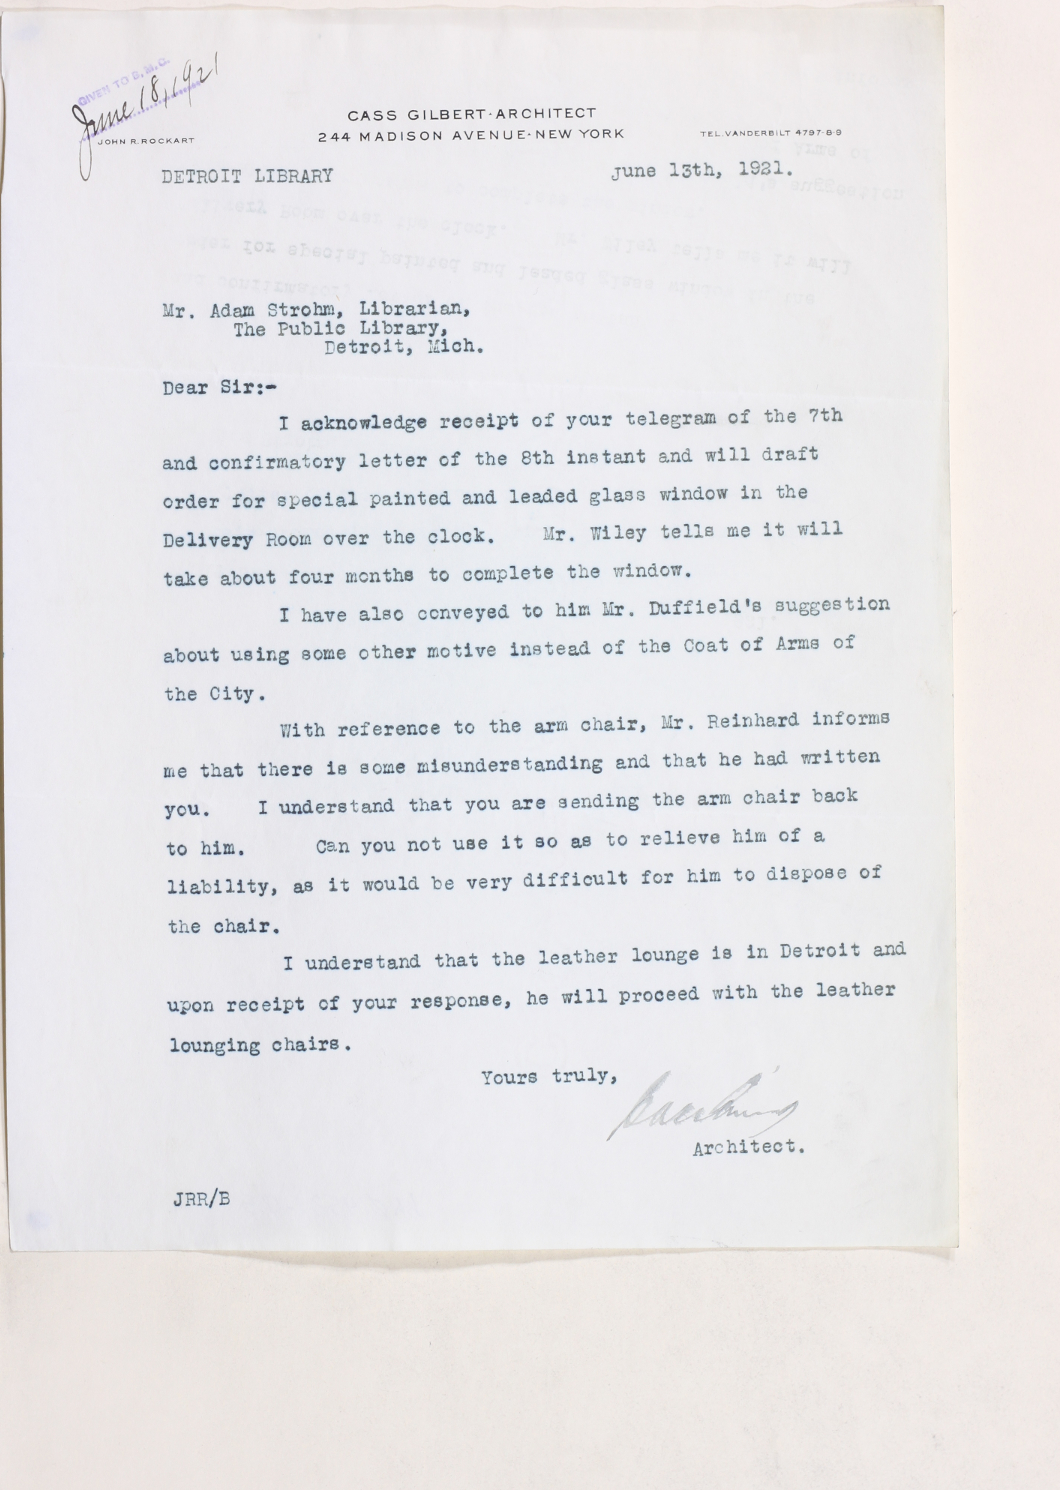 GIVEN TO B.M.C.
June 18, 1921
CASS GILBERT·ARCHITECT
244 MADISON AVENUE·NEW YORK
JOHN R. ROCKART
TEL. VANDERBILT 4797-8-9
DETROIT LIBRARY
June 13th, 1921.
Mr. Adam Strohm, Librarian,
The Public Library,
Detroit, Mich.
Dear Sir:-
I acknowledge receipt of your telegram of the 7th
and confirmatory letter of the 8th instant and will draft
order for special painted and leaded glass window in the
Delivery Room over the clock. Mr. Wiley tells me it will
take about four months to complete the window.
I have also conveyed to him Mr. Duffield's suggestion
about using some other motive instead of the Coat of Arms of
the City.
With reference to the arm chair, Mr. Reinhard informs
me that there is some misunderstanding and that he had written
you. I understand that you are sending the arm chair back
to him. Can you not use it so as to relieve him of a
liability, as it would be very difficult for him to dispose of
the chair.
I understand that the leather lounge is in Detroit and
upon receipt of your response, he will proceed with the leather
lounging chairs.
Yours truly,
Architect.
JRR/B